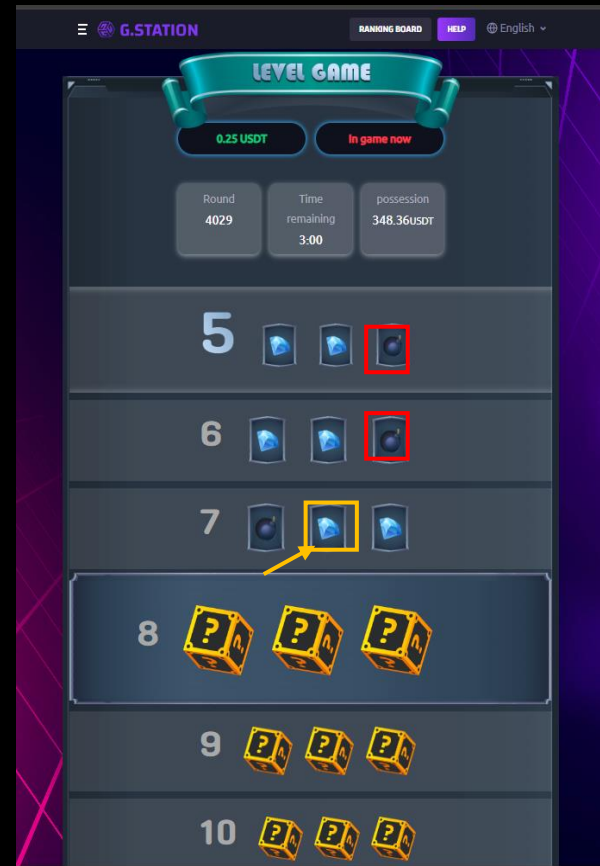 G.STATION
RANKING BOARD
HELP
English
LEVEL GAME
0.25 USDT
In game now
Round
4029
Time
remaining
3:00
possession
348.36USDT
5
6
7
8
? ? ? ? ? ?
9
? ? ? ? ? ?
10
? ? ? ? ? ?